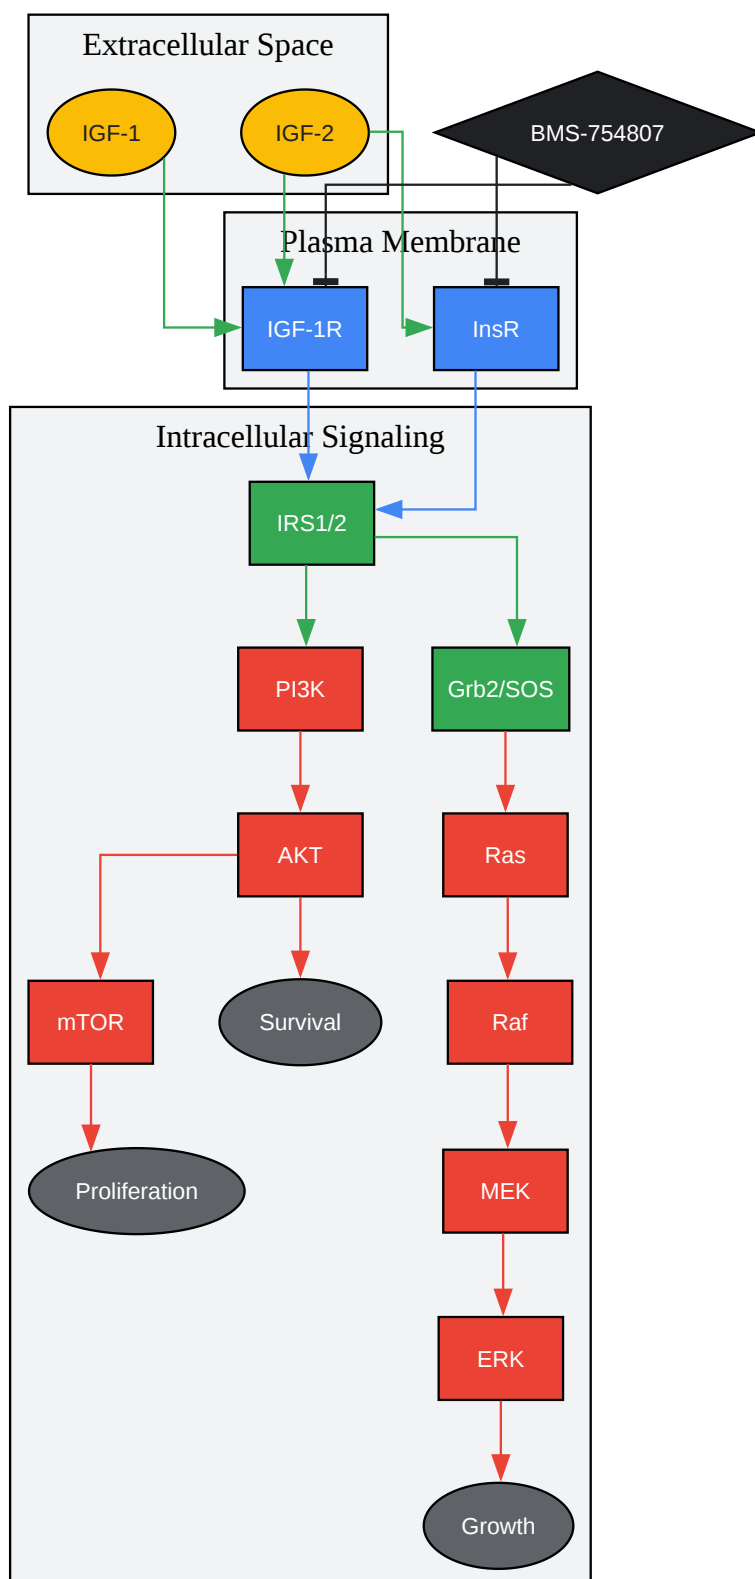 Extracellular Space
IGF-1
IGF-2
BMS-754807
Plasma Membrane
IGF-1R
InsR
Intracellular Signaling
IRS1/2
PI3K
Grb2/SOS
AKT
Ras
mTOR
Survival
Raf
Proliferation
MEK
ERK
Growth